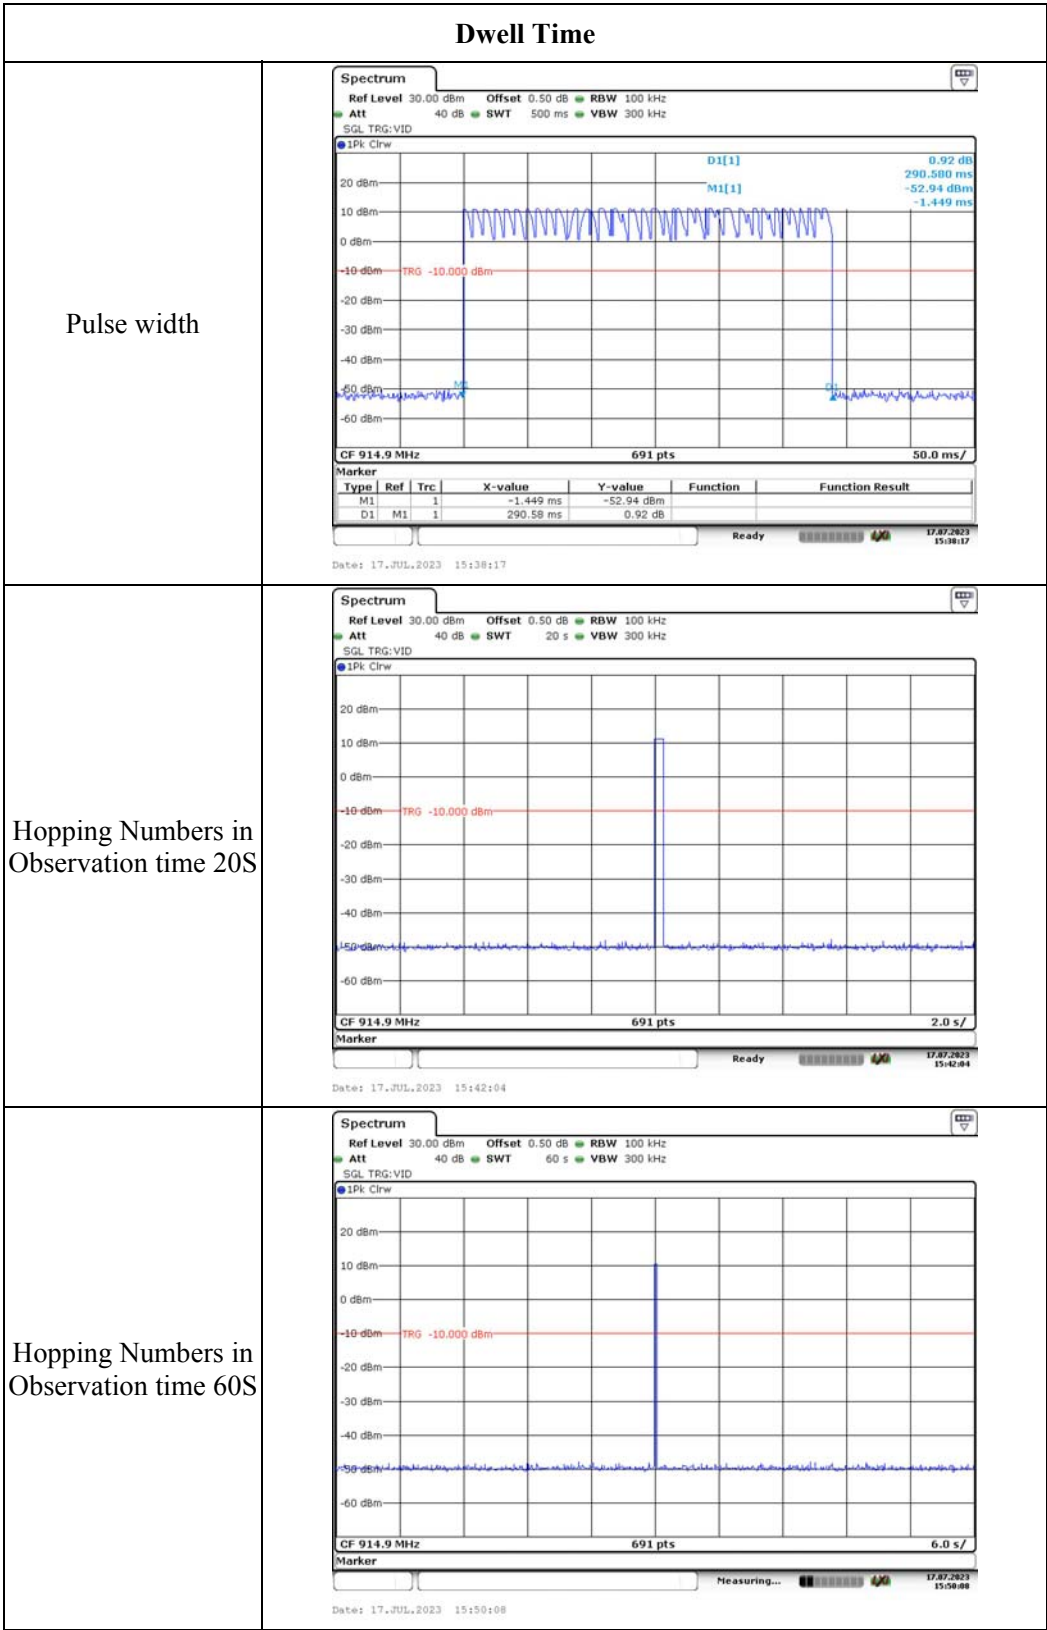 Dwell Time
Pulse width
Spectrum
Ref Level 30.00 dBm Offset 0.50 dB RBW 100 kHz
Att 40 dB SWT 500 ms VBW 300 kHz
SGL TRG:VID
1Pk Clrw
D1[1] 0.92 dB
290.580 ms
M1[1] -52.94 dBm
-1.449 ms
20 dBm
10 dBm
0 dBm
-10 dBm TRG -10.000 dBm
-20 dBm
-30 dBm
-40 dBm
-50 dBm M1 D1
-60 dBm
CF 914.9 MHz 691 pts 50.0 ms/
Marker
Type Ref Trc X-value Y-value Function Function Result
M1 1 -1.449 ms -52.94 dBm
D1 M1 1 290.58 ms 0.92 dB
Ready 17.07.2023
15:38:17
Date: 17.JUL.2023 15:38:17
Hopping Numbers in
Observation time 20S
Spectrum
Ref Level 30.00 dBm Offset 0.50 dB RBW 100 kHz
Att 40 dB SWT 20 s VBW 300 kHz
SGL TRG:VID
1Pk Clrw
20 dBm
10 dBm
0 dBm
-10 dBm TRG -10.000 dBm
-20 dBm
-30 dBm
-40 dBm
-50 dBm
-60 dBm
CF 914.9 MHz 691 pts 2.0 s/
Marker
Ready 17.07.2023
15:42:04
Date: 17.JUL.2023 15:42:04
Hopping Numbers in
Observation time 60S
Spectrum
Ref Level 30.00 dBm Offset 0.50 dB RBW 100 kHz
Att 40 dB SWT 60 s VBW 300 kHz
SGL TRG:VID
1Pk Clrw
20 dBm
10 dBm
0 dBm
-10 dBm TRG -10.000 dBm
-20 dBm
-30 dBm
-40 dBm
-50 dBm
-60 dBm
CF 914.9 MHz 691 pts 6.0 s/
Marker
Measuring... 17.07.2023
15:50:08
Date: 17.JUL.2023 15:50:08